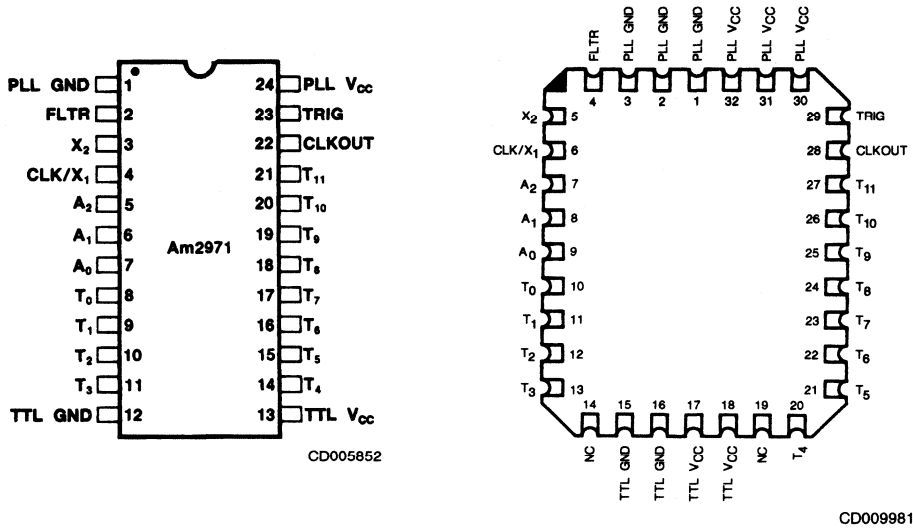 PLL GND 1 24 PLL VCC
FLTR 2 23 TRIG
X2 3 22 CLKOUT
CLK/X1 4 21 T11
A2 5 20 T10
A1 6 19 T9
Am2971
A0 7 18 T8
T0 8 17 T7
T1 9 16 T6
T2 10 15 T5
T3 11 14 T4
TTL GND 12 13 TTL VCC
CD005852
FLTR PLL GND PLL GND PLL GND PLL VCC PLL VCC PLL VCC
4 3 2 1 32 31 30
X2 5 29 TRIG
CLK/X1 6 28 CLKOUT
A2 7 27 T11
A1 8 26 T10
A0 9 25 T9
T0 10 24 T8
T1 11 23 T7
T2 12 22 T6
T3 13 21 T5
14 15 16 17 18 19 20
NC TTL GND TTL GND TTL VCC TTL VCC NC T4
CD009981